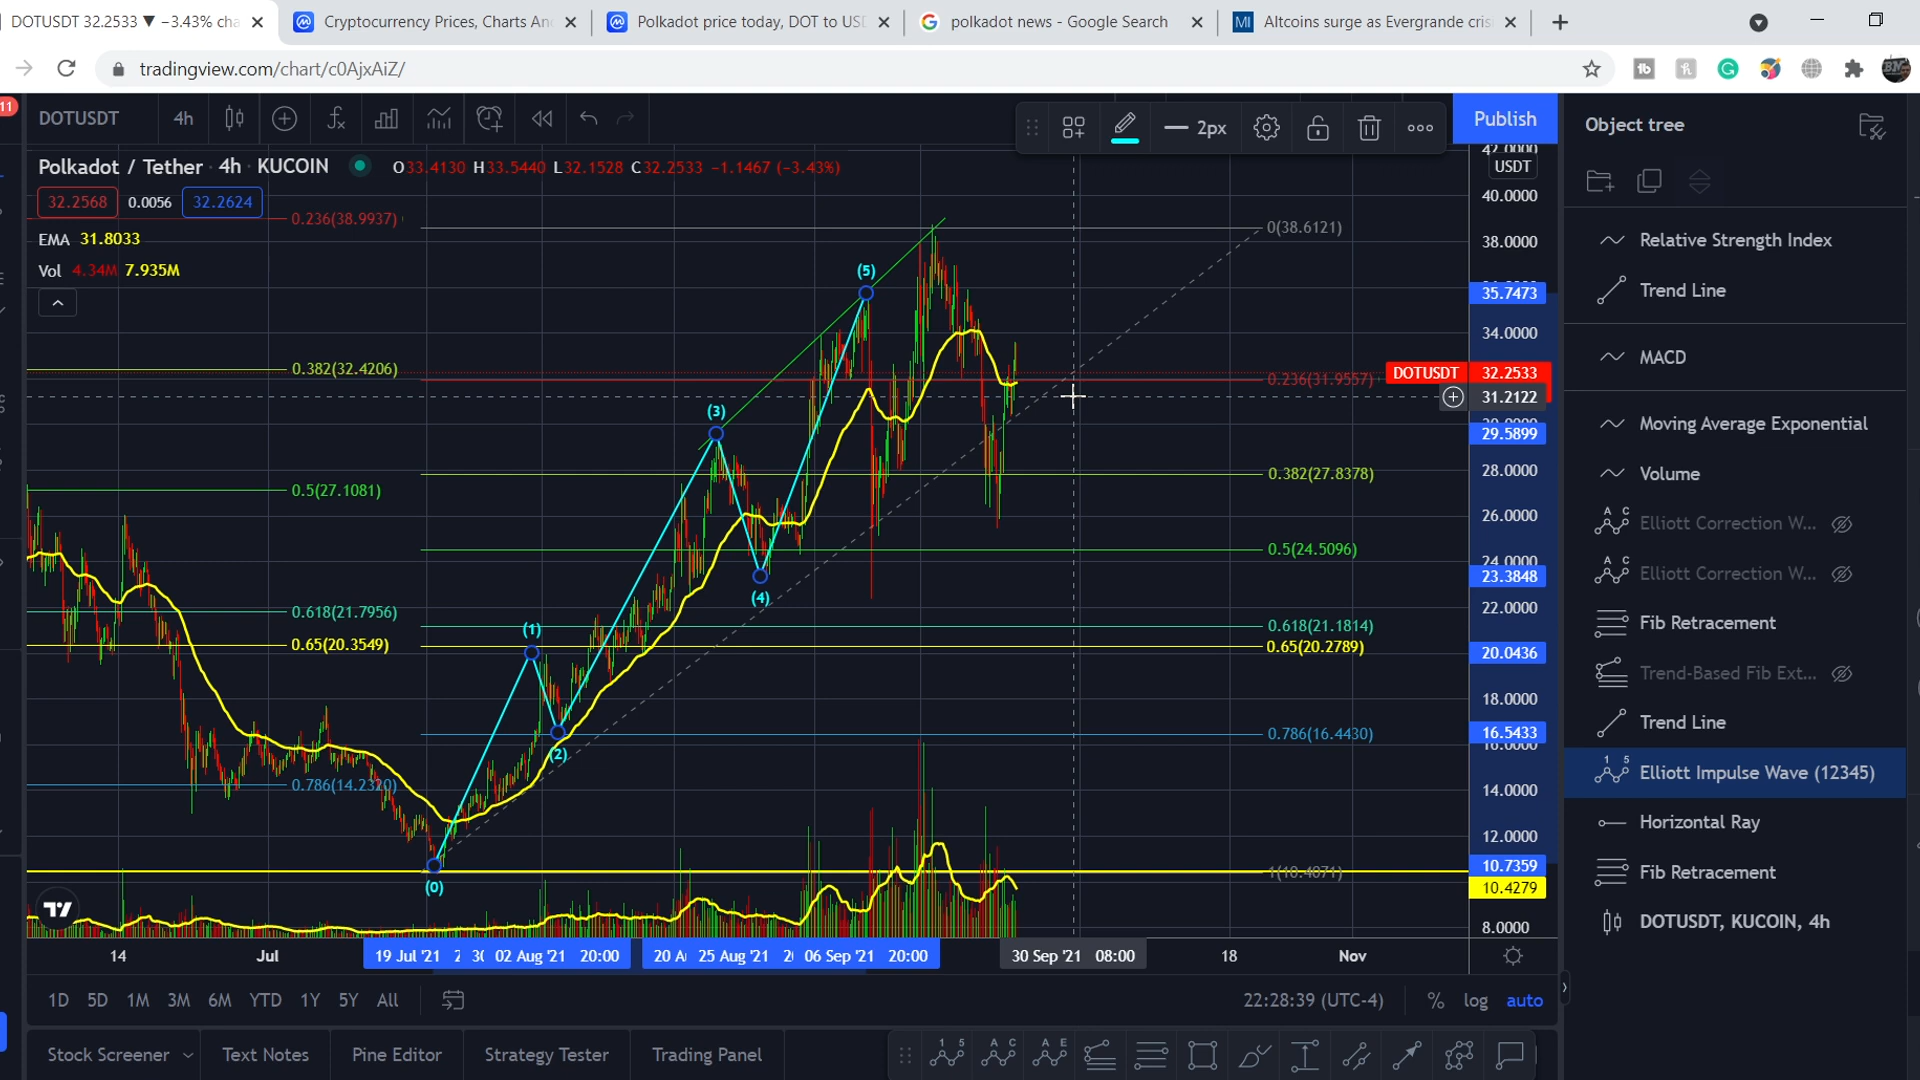 DOTUSDT 32.2533 ▼ −3.43% cha
Cryptocurrency Prices, Charts An
Polkadot price today, DOT to US
polkadot news - Google Search
Altcoins surge as Evergrande cris
tradingview.com/chart/c0AjxAiZ/
11
DOTUSDT
4h
2px
Publish
Object tree
Polkadot / Tether · 4h · KUCOIN
O33.4130 H33.5440 L32.1528 C32.2533 −1.1467 (−3.43%)
32.2568
0.0056
32.2624
EMA 31.8033
Vol 4.34M 7.935M
0.236(38.9937)
0.382(32.4206)
0.5(27.1081)
0.618(21.7956)
0.65(20.3549)
0.786(14.2320)
(0)
(1)
(2)
(3)
(4)
(5)
0(38.6121)
0.236(31.9557)
0.382(27.8378)
0.5(24.5096)
0.618(21.1814)
0.65(20.2789)
0.786(16.4430)
1(10.4071)
42.0000
USDT
40.0000
38.0000
35.7473
34.0000
DOTUSDT 32.2533
31.2122
29.5899
28.0000
26.0000
24.0000
23.3848
22.0000
20.0436
18.0000
16.5433
16.0000
14.0000
12.0000
10.7359
10.4279
8.0000
Relative Strength Index
Trend Line
MACD
Moving Average Exponential
Volume
Elliott Correction W...
Elliott Correction W...
Fib Retracement
Trend-Based Fib Ext...
Trend Line
Elliott Impulse Wave (12345)
Horizontal Ray
Fib Retracement
DOTUSDT, KUCOIN, 4h
14
Jul
19 Jul '21
02 Aug '21 20:00
25 Aug '21
06 Sep '21 20:00
30 Sep '21 08:00
18
Nov
1D 5D 1M 3M 6M YTD 1Y 5Y All
22:28:39 (UTC-4)
% log auto
Stock Screener
Text Notes
Pine Editor
Strategy Tester
Trading Panel